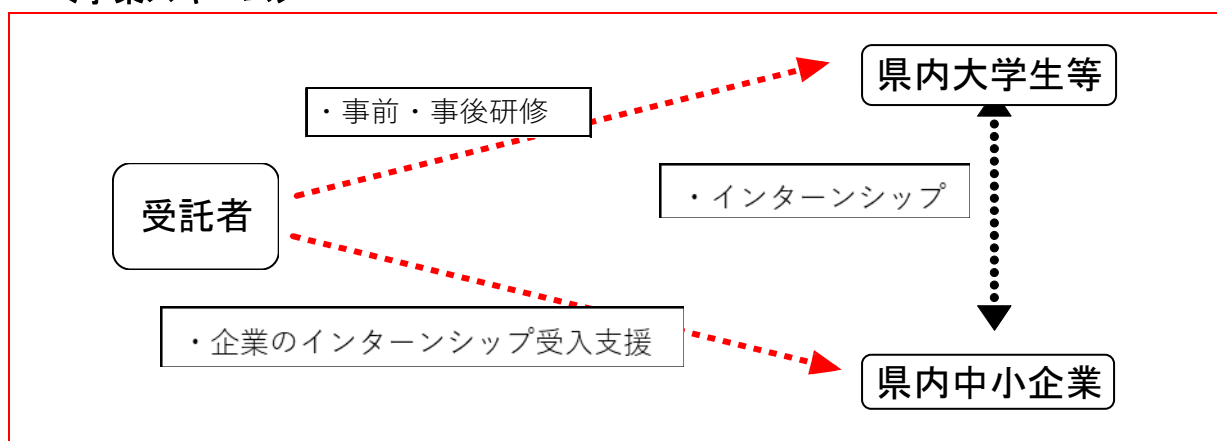 県内大学生等
・事前・事後研修
受託者
・インターンシップ
・企業のインターンシップ受入支援
県内中小企業